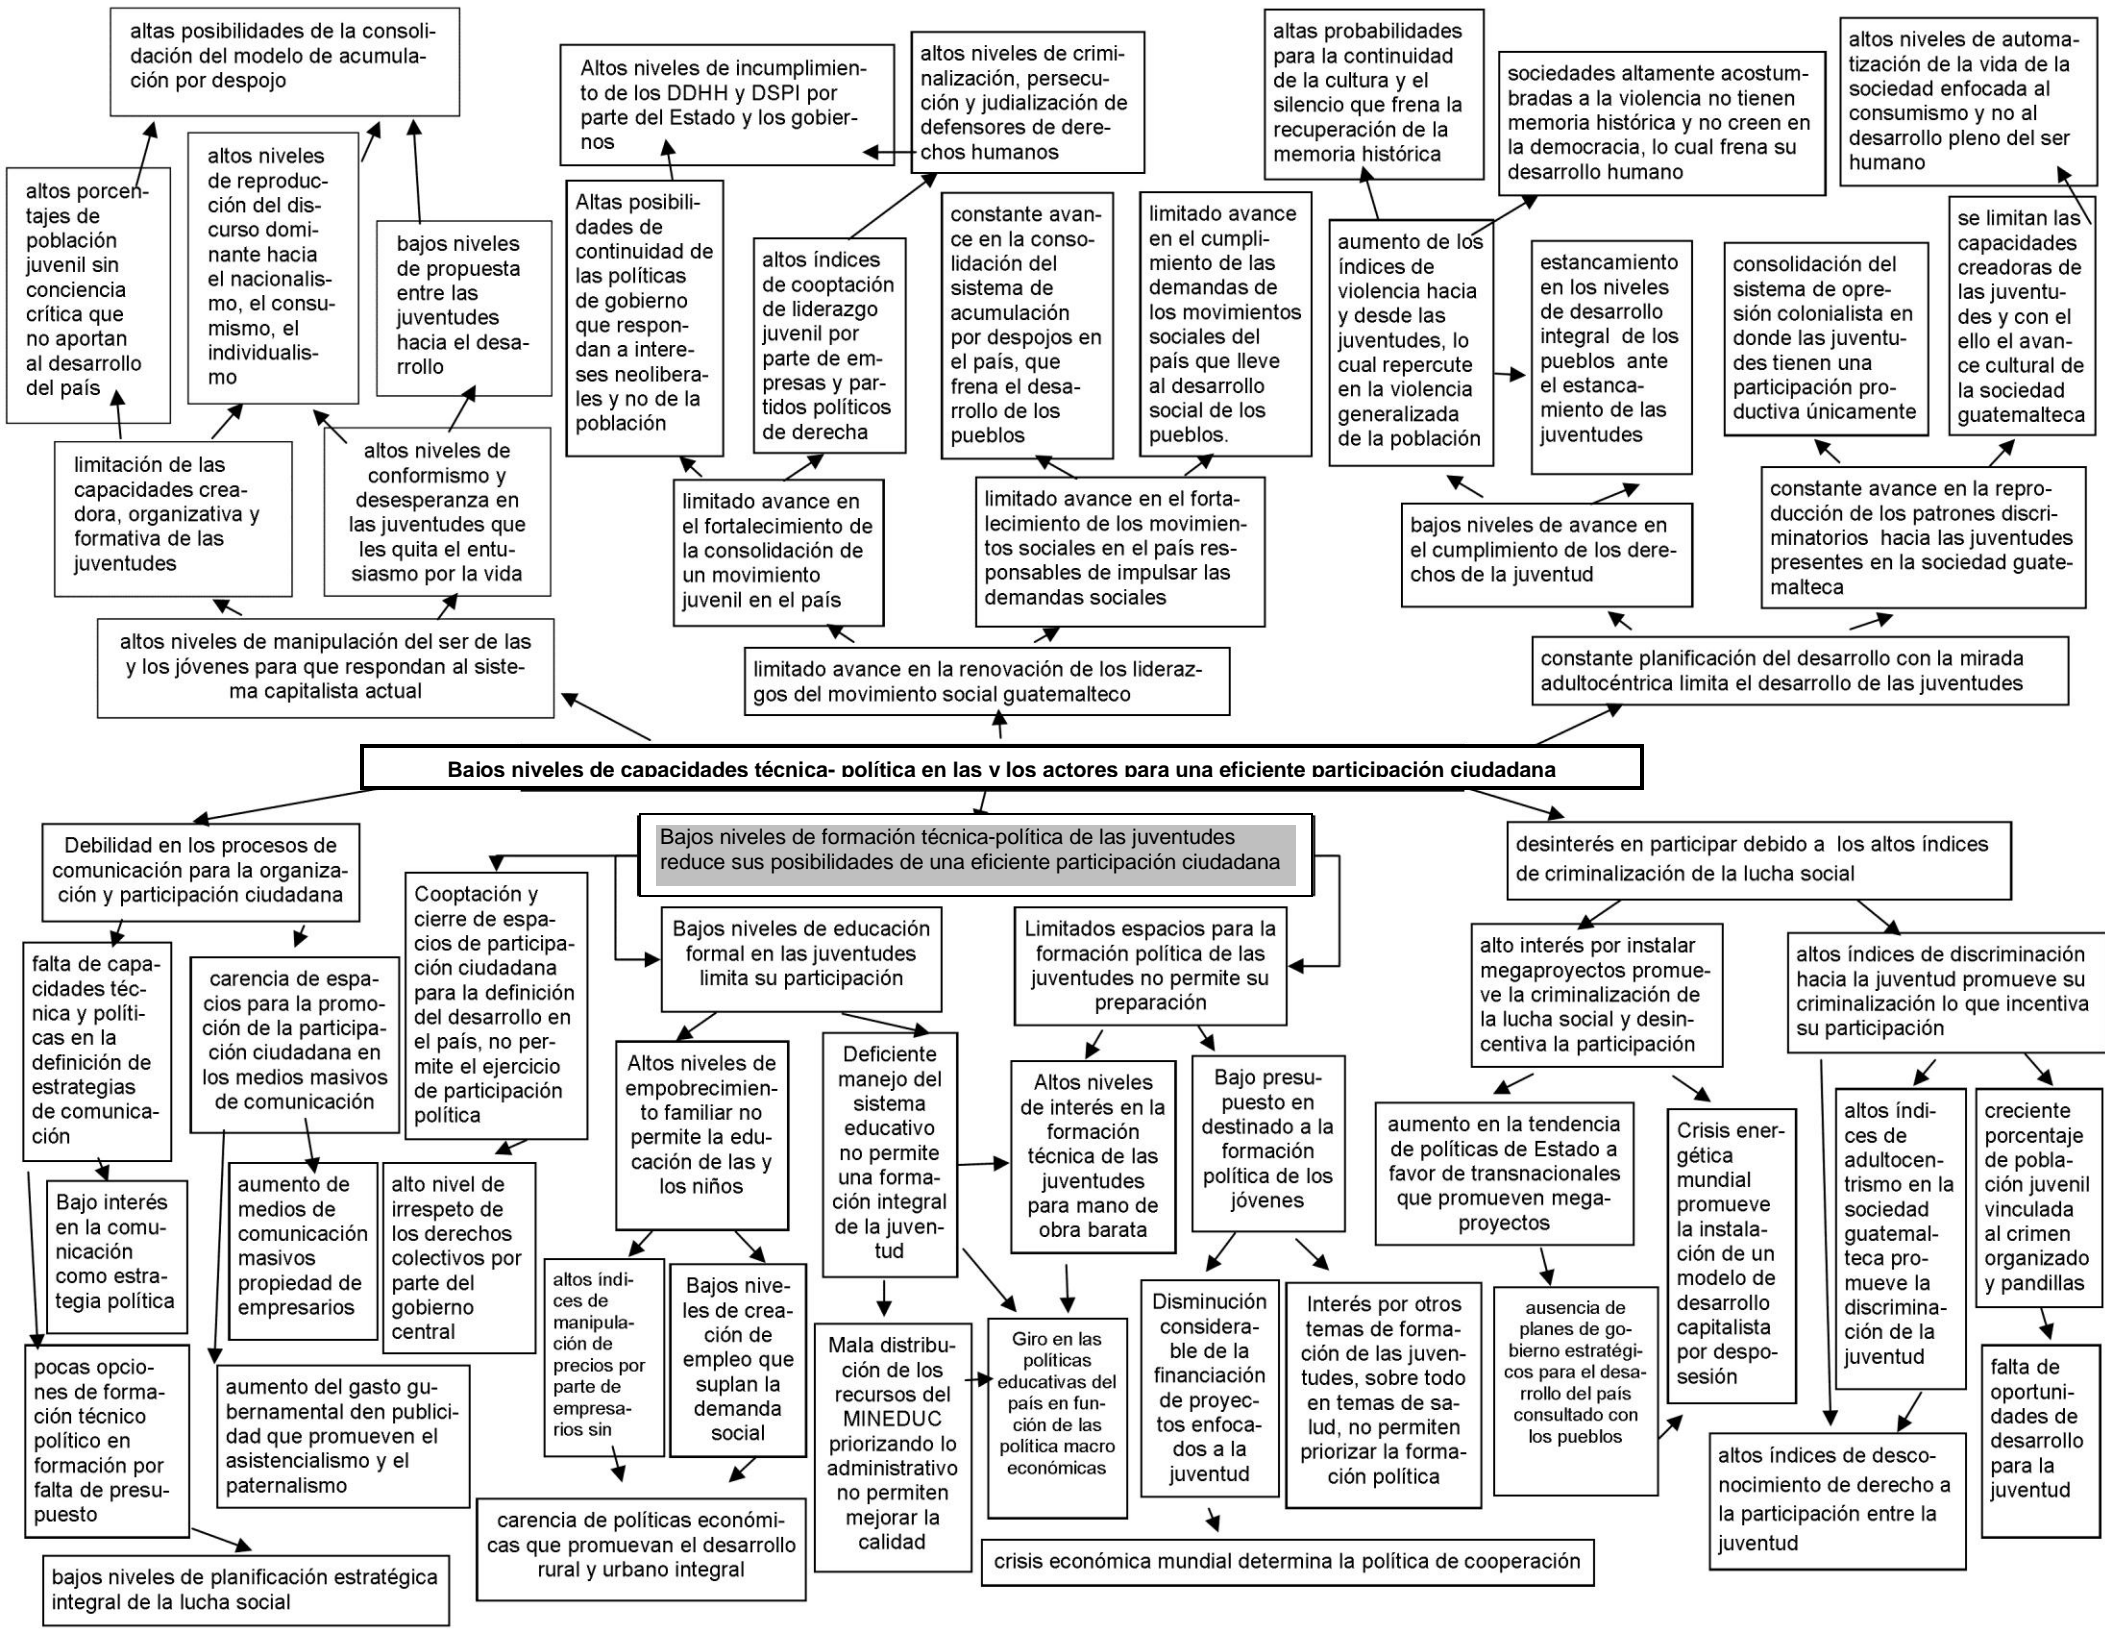 altas posibilidades de la consoli-
dación del modelo de acumula-
ción por despojo
altos porcen-
tajes de
población
juvenil sin
conciencia
crítica que
no aportan
al desarrollo
del país
altos niveles
de reproduc-
ción del dis-
curso domi-
nante hacia
el nacionalis-
mo, el consu-
mismo, el
individualis-
mo
bajos niveles
de propuesta
entre las
juventudes
hacia el desa-
rrollo
limitación de las
capacidades crea-
dora, organizativa y
formativa de las
juventudes
altos niveles de
conformismo y
desesperanza en
las juventudes que
les quita el entu-
siasmo por la vida
altos niveles de manipulación del ser de las
y los jóvenes para que respondan al siste-
ma capitalista actual
Altos niveles de incumplimien-
to de los DDHH y DSPI por
parte del Estado y los gobier-
nos
altos niveles de crimi-
nalización, persecu-
ción y judialización de
defensores de dere-
chos humanos
Altas posibili-
dades de
continuidad de
las políticas
de gobierno
que respon-
dan a intere-
ses neolibera-
les y no de la
población
altos índices
de cooptación
de liderazgo
juvenil por
parte de em-
presas y par-
tidos políticos
de derecha
constante avan-
ce en la conso-
lidación del
sistema de
acumulación
por despojos en
el país, que
frena el desa-
rrollo de los
pueblos
limitado avance
en el cumpli-
miento de las
demandas de
los movimientos
sociales del
país que lleve
al desarrollo
social de los
pueblos.
limitado avance en
el fortalecimiento de
la consolidación de
un movimiento
juvenil en el país
limitado avance en el forta-
lecimiento de los movimien-
tos sociales en el país res-
ponsables de impulsar las
demandas sociales
limitado avance en la renovación de los lideraz-
gos del movimiento social guatemalteco
altas probabilidades
para la continuidad
de la cultura y el
silencio que frena la
recuperación de la
memoria histórica
sociedades altamente acostum-
bradas a la violencia no tienen
memoria histórica y no creen en
la democracia, lo cual frena su
desarrollo humano
altos niveles de automa-
tización de la vida de la
sociedad enfocada al
consumismo y no al
desarrollo pleno del ser
humano
aumento de los
índices de
violencia hacia
y desde las
juventudes, lo
cual repercute
en la violencia
generalizada
de la población
estancamiento
en los niveles
de desarrollo
integral de los
pueblos ante
el estanca-
miento de las
juventudes
consolidación del
sistema de opre-
sión colonialista en
donde las juventu-
des tienen una
participación pro-
ductiva únicamente
se limitan las
capacidades
creadoras de
las juventu-
des y con el
ello el avan-
ce cultural de
la sociedad
guatemalteca
bajos niveles de avance en
el cumplimiento de los dere-
chos de la juventud
constante avance en la repro-
ducción de los patrones discri-
minatorios hacia las juventudes
presentes en la sociedad guate-
malteca
constante planificación del desarrollo con la mirada
adultocéntrica limita el desarrollo de las juventudes
Bajos niveles de capacidades técnica- política en las y los actores para una eficiente participación ciudadana
Debilidad en los procesos de
comunicación para la organiza-
ción y participación ciudadana
Bajos niveles de formación técnica-política de las juventudes
reduce sus posibilidades de una eficiente participación ciudadana
desinterés en participar debido a los altos índices
de criminalización de la lucha social
falta de capa-
cidades téc-
nica y políti-
cas en la
definición de
estrategias
de comunica-
ción
carencia de espa-
cios para la promo-
ción de la participa-
ción ciudadana en
los medios masivos
de comunicación
Cooptación y
cierre de espa-
cios de participa-
ción ciudadana
para la definición
del desarrollo en
el país, no per-
mite el ejercicio
de participación
política
Bajos niveles de educación
formal en las juventudes
limita su participación
Limitados espacios para la
formación política de las
juventudes no permite su
preparación
alto interés por instalar
megaproyectos promue-
ve la criminalización de
la lucha social y desin-
centiva la participación
altos índices de discriminación
hacia la juventud promueve su
criminalización lo que incentiva
su participación
Bajo interés
en la comu-
nicación
como estra-
tegia política
aumento de
medios de
comunicación
masivos
propiedad de
empresarios
alto nivel de
irrespeto de
los derechos
colectivos por
parte del
gobierno
central
Altos niveles de
empobrecimien-
to familiar no
permite la edu-
cación de las y
los niños
Deficiente
manejo del
sistema
educativo
no permite
una forma-
ción integral
de la juven-
tud
Altos niveles
de interés en la
formación
técnica de las
juventudes
para mano de
obra barata
Bajo presu-
puesto en
destinado a la
formación
política de los
jóvenes
aumento en la tendencia
de políticas de Estado a
favor de transnacionales
que promueven mega-
proyectos
Crisis ener-
gética
mundial
promueve
la instala-
ción de un
modelo de
desarrollo
capitalista
por despo-
sesión
altos índi-
ces de
adultocen-
trismo en la
sociedad
guatemal-
teca pro-
mueve la
discrimina-
ción de la
juventud
creciente
porcentaje
de pobla-
ción juvenil
vinculada
al crimen
organizado
y pandillas
pocas opcio-
nes de forma-
ción técnico
político en
formación por
falta de presu-
puesto
aumento del gasto gu-
bernamental den publici-
dad que promueven el
asistencialismo y el
paternalismo
altos índi-
ces de
manipula-
ción de
precios por
parte de
empresa-
rios sin
Bajos nive-
les de crea-
ción de
empleo que
suplan la
demanda
social
Mala distribu-
ción de los
recursos del
MINEDUC
priorizando lo
administrativo
no permiten
mejorar la
calidad
Giro en las
políticas
educativas del
país en fun-
ción de las
política macro
económicas
Disminución
considera-
ble de la
financiación
de proyec-
tos enfoca-
dos a la
juventud
Interés por otros
temas de forma-
ción de las juven-
tudes, sobre todo
en temas de sa-
lud, no permiten
priorizar la forma-
ción política
ausencia de
planes de go-
bierno estratégi-
cos para el desa-
rrollo del país
consultado con
los pueblos
altos índices de desco-
nocimiento de derecho a
la participación entre la
juventud
falta de
oportuni-
dades de
desarrollo
para la
juventud
bajos niveles de planificación estratégica
integral de la lucha social
carencia de políticas económi-
cas que promuevan el desarrollo
rural y urbano integral
crisis económica mundial determina la política de cooperación